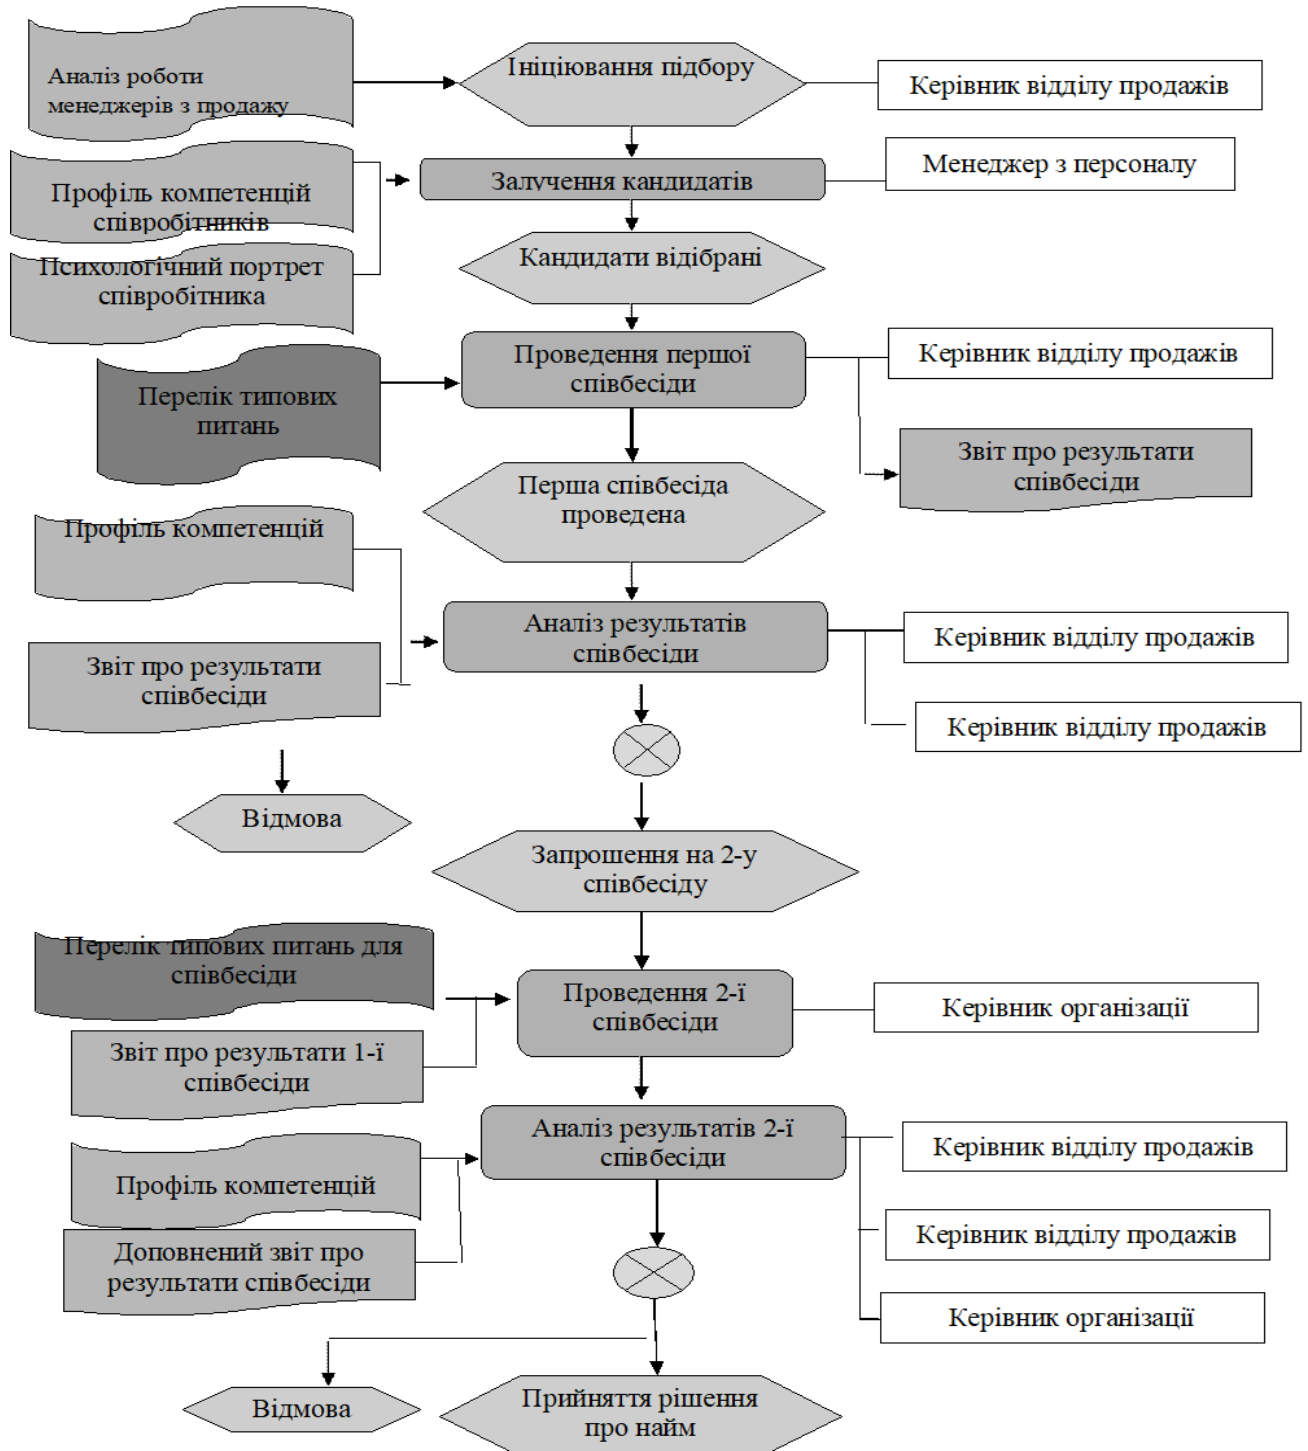 Аналіз роботи
менеджерів з продажу
Ініціювання підбору
Керівник відділу продажів
Профіль компетенцій
співробітників
Залучення кандидатів
Менеджер з персоналу
Психологічний портрет
співробітника
Кандидати відібрані
Перелік типових
питань
Проведення першої
співбесіди
Керівник відділу продажів
Звіт про результати
співбесіди
Перша співбесіда
проведена
Профіль компетенцій
Звіт про результати
співбесіди
Аналіз результатів
співбесіди
Керівник відділу продажів
Керівник відділу продажів
Відмова
Запрошення на 2-у
співбесіду
Перелік типових питань для
співбесіди
Звіт про результати 1-ї
співбесіди
Проведення 2-ї
співбесіди
Керівник організації
Профіль компетенцій
Доповнений звіт про
результати співбесіди
Аналіз результатів 2-ї
співбесіди
Керівник відділу продажів
Керівник відділу продажів
Керівник організації
Відмова
Прийняття рішення
про найм